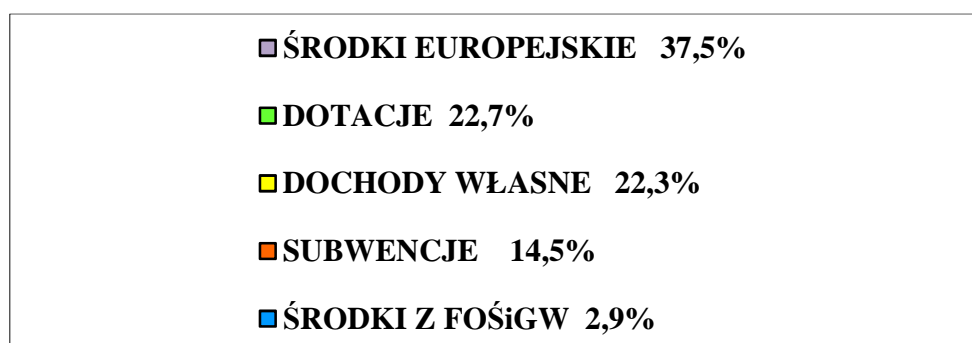 ŚRODKI EUROPEJSKIE 37,5%
DOTACJE 22,7%
DOCHODY WŁASNE 22,3%
SUBWENCJE 14,5%
ŚRODKI Z FOŚiGW 2,9%